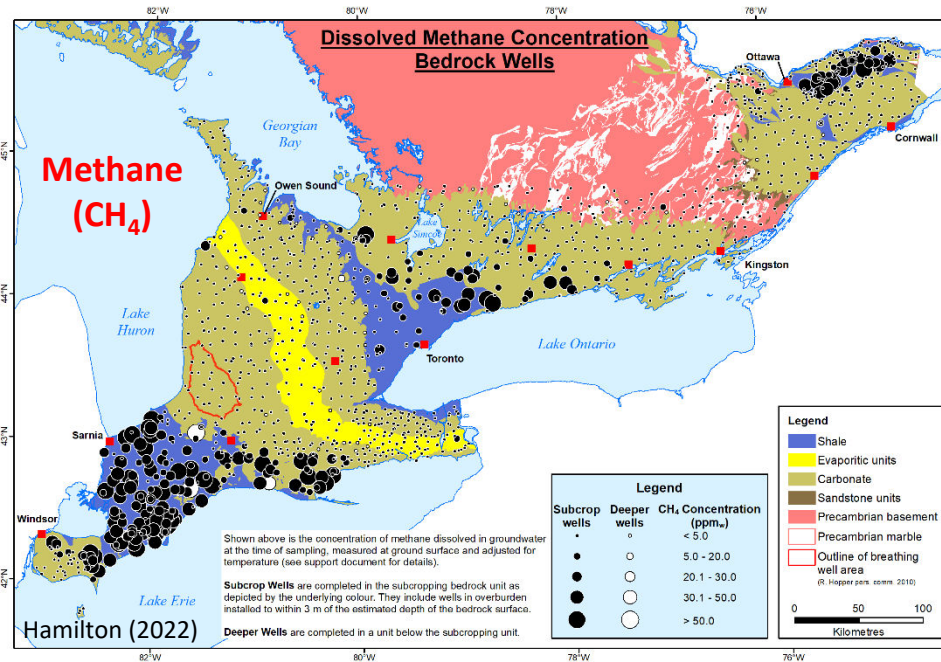 82°W
80°W
78°W
76°W
Dissolved Methane Concentration
Bedrock Wells
Ottawa
Georgian
Bay
Cornwall
45°N
Methane
(CH4)
Owen Sound
Lake
Simcoe
Kingston
44°N
Lake
Huron
Toronto
Lake Ontario
43°N
Sarnia
Windsor
42°N
Lake Erie
Hamilton (2022)
Shown above is the concentration of methane dissolved in groundwater
at the time of sampling, measured at ground surface and adjusted for
temperature (see support document for details).
Subcrop Wells are completed in the subcropping bedrock unit as
depicted by the underlying colour. They include wells in overburden
installed to within 3 m of the estimated depth of the bedrock surface.
Deeper Wells are completed in a unit below the subcropping unit.
Legend
Subcrop Deeper CH4 Concentration
wells wells (ppmw)
< 5.0
5.0 - 20.0
20.1 - 30.0
30.1 - 50.0
> 50.0
Legend
Shale
Evaporitic units
Carbonate
Sandstone units
Precambrian basement
Precambrian marble
Outline of breathing
well area
(R. Hopper pers. comm. 2010)
0 50 100
Kilometres
82°W
80°W
78°W
76°W